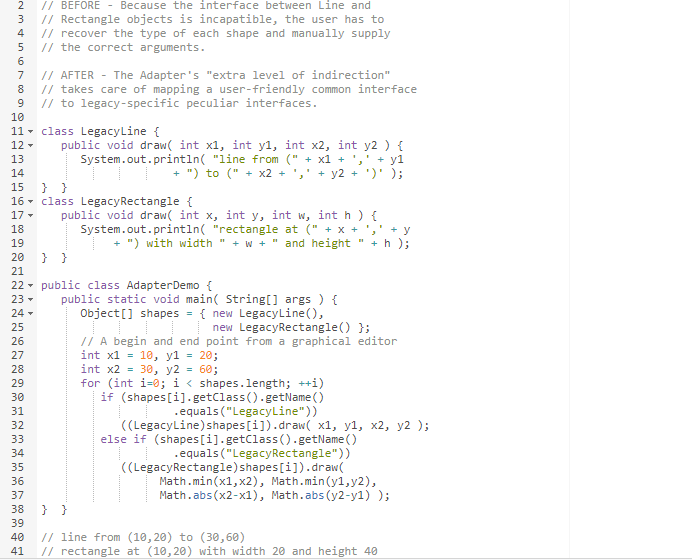 2 // BEFORE - Because the interface between Line and
3 // Rectangle objects is incapatible, the user has to
4 // recover the type of each shape and manually supply
5 // the correct arguments.
6
7 // AFTER - The Adapter's "extra level of indirection"
8 // takes care of mapping a user-friendly common interface
9 // to legacy-specific peculiar interfaces.
10
11 class LegacyLine {
12 public void draw( int x1, int y1, int x2, int y2 ) {
13 System.out.println( "line from (" + x1 + ',' + y1
14 + ") to (" + x2 + ',' + y2 + ')' );
15 } }
16 class LegacyRectangle {
17 public void draw( int x, int y, int w, int h ) {
18 System.out.println( "rectangle at (" + x + ',' + y
19 + ") with width " + w + " and height " + h );
20 } }
21
22 public class AdapterDemo {
23 public static void main( String[] args ) {
24 Object[] shapes = { new LegacyLine(),
25 new LegacyRectangle() };
26 // A begin and end point from a graphical editor
27 int x1 = 10, y1 = 20;
28 int x2 = 30, y2 = 60;
29 for (int i=0; i < shapes.length; ++i)
30 if (shapes[i].getClass().getName()
31 .equals("LegacyLine"))
32 ((LegacyLine)shapes[i]).draw( x1, y1, x2, y2 );
33 else if (shapes[i].getClass().getName()
34 .equals("LegacyRectangle"))
35 ((LegacyRectangle)shapes[i]).draw(
36 Math.min(x1,x2), Math.min(y1,y2),
37 Math.abs(x2-x1), Math.abs(y2-y1) );
38 } }
39
40 // line from (10,20) to (30,60)
41 // rectangle at (10,20) with width 20 and height 40